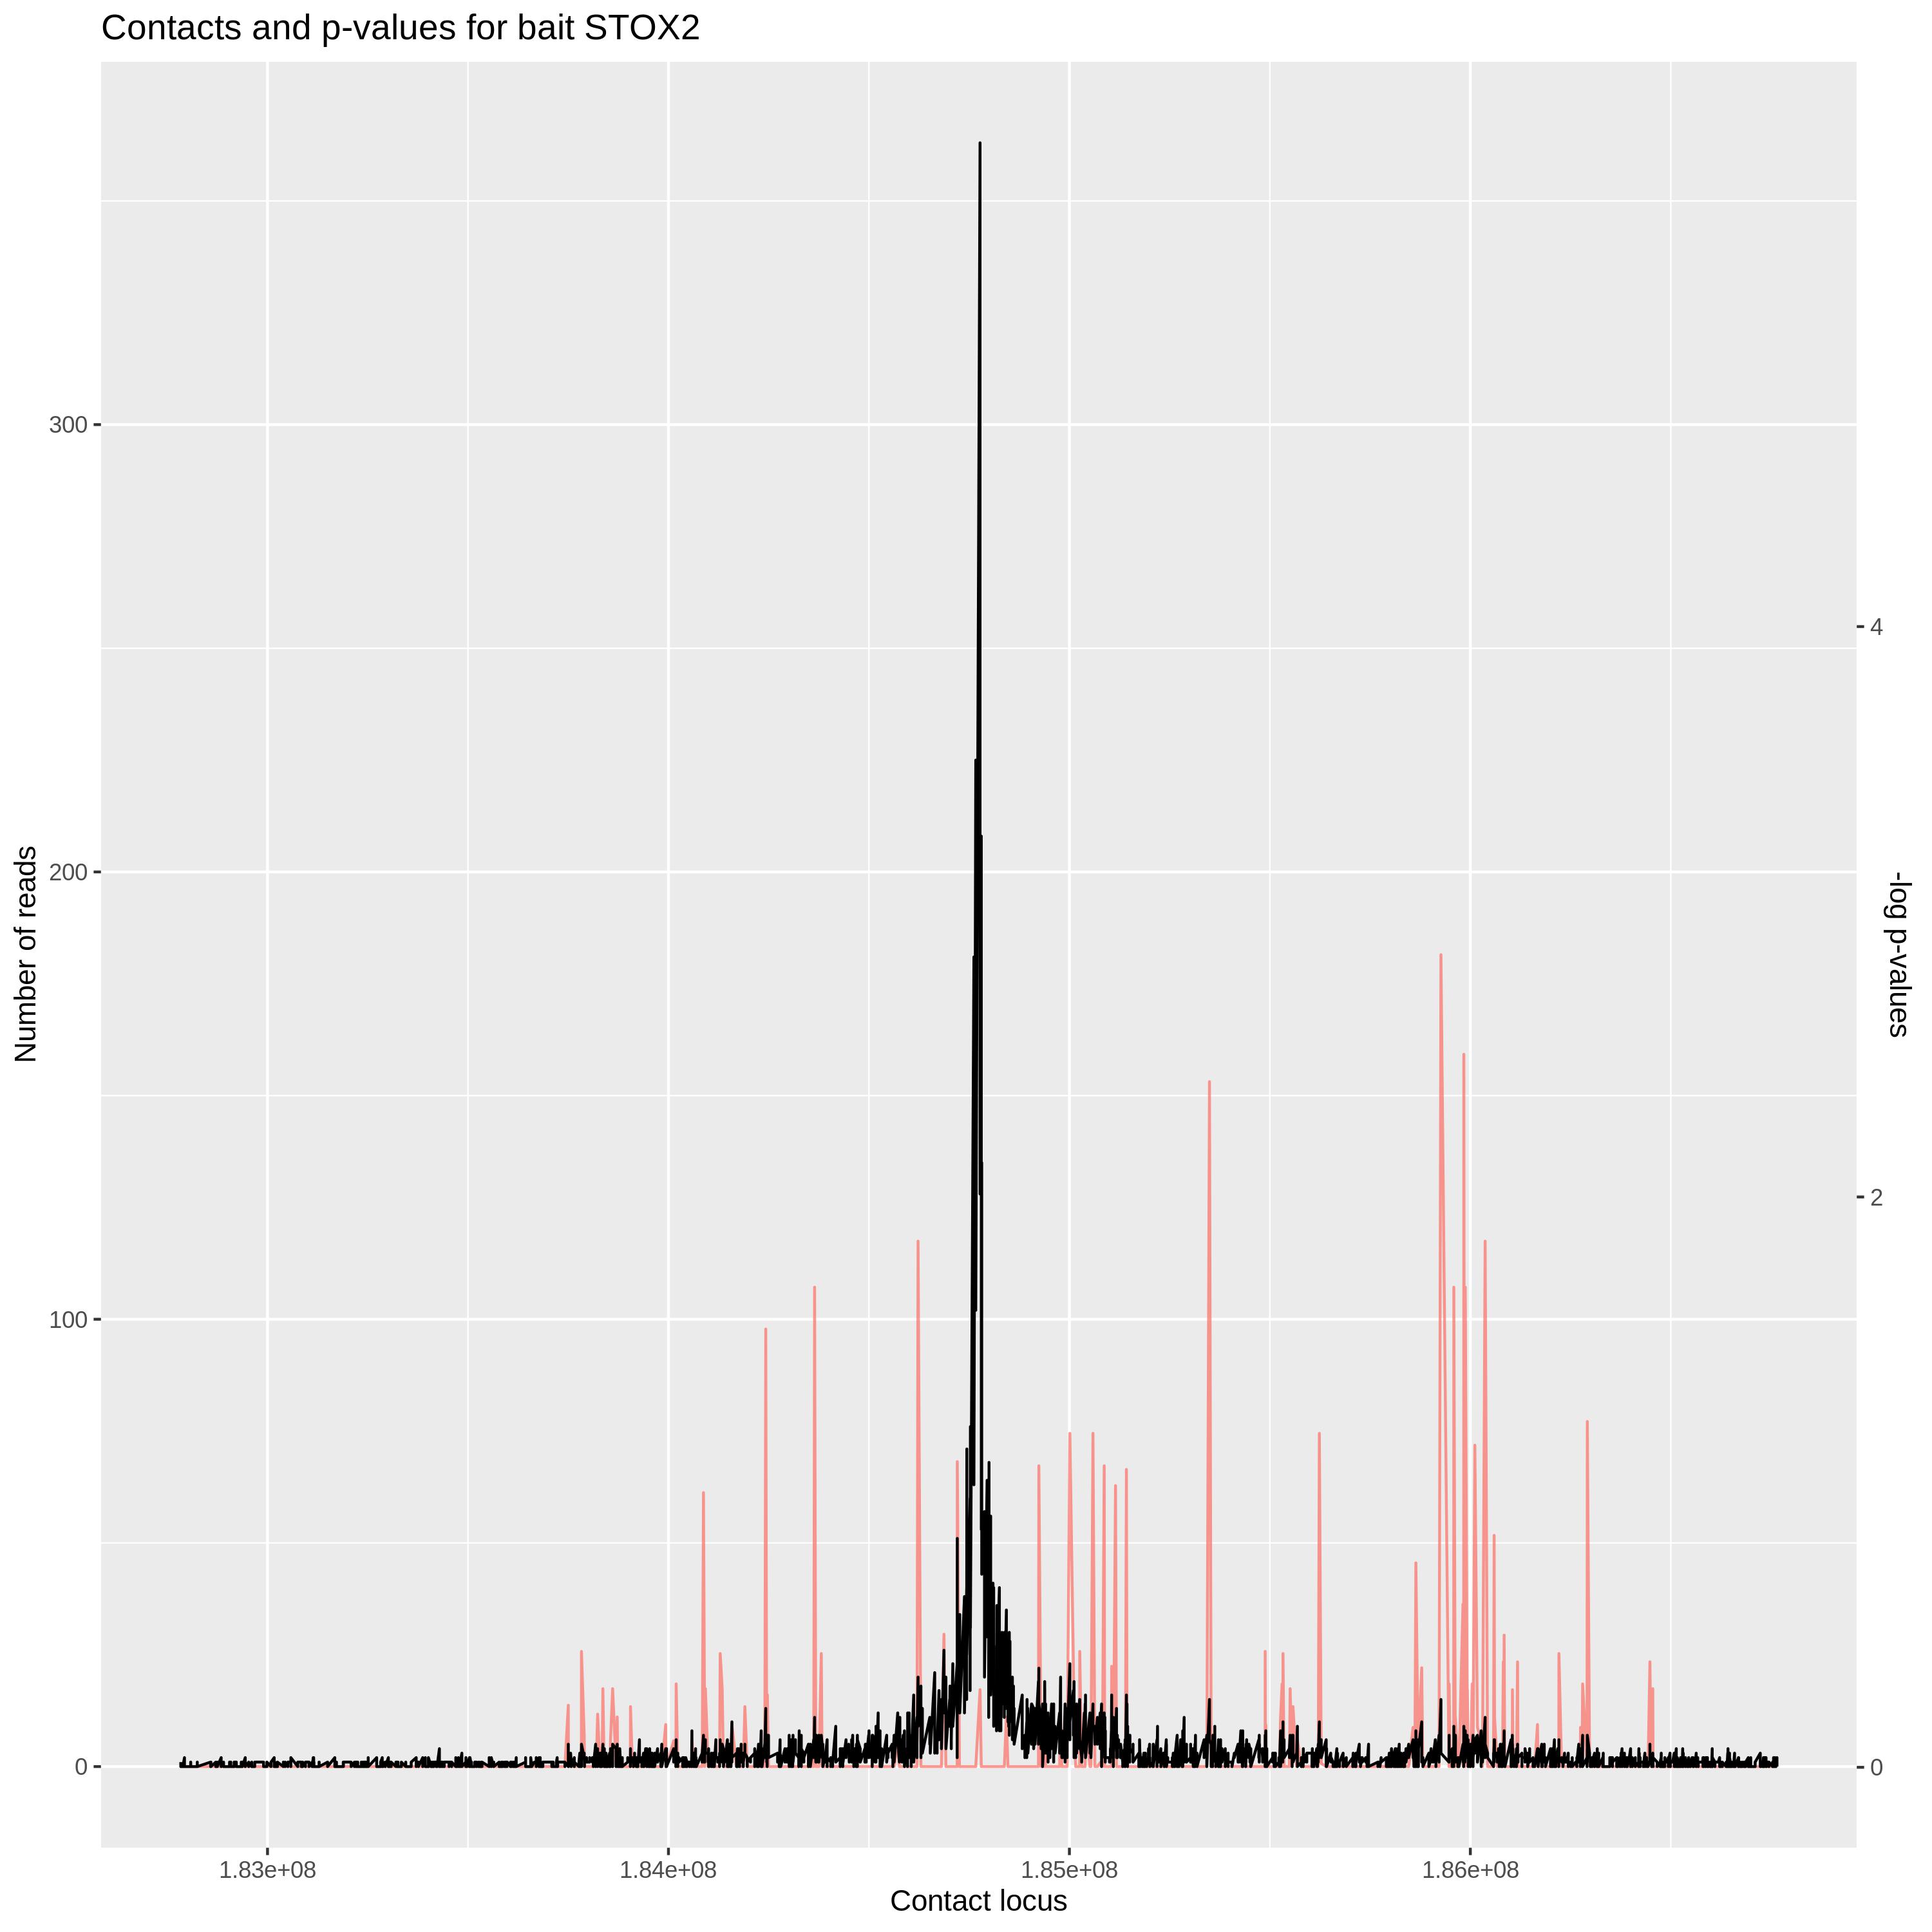 Contacts and p-values for bait STOX2
Number of reads
300
200
100
0
4
2
0
-log p-values
1.83e+08
1.84e+08
1.85e+08
1.86e+08
Contact locus